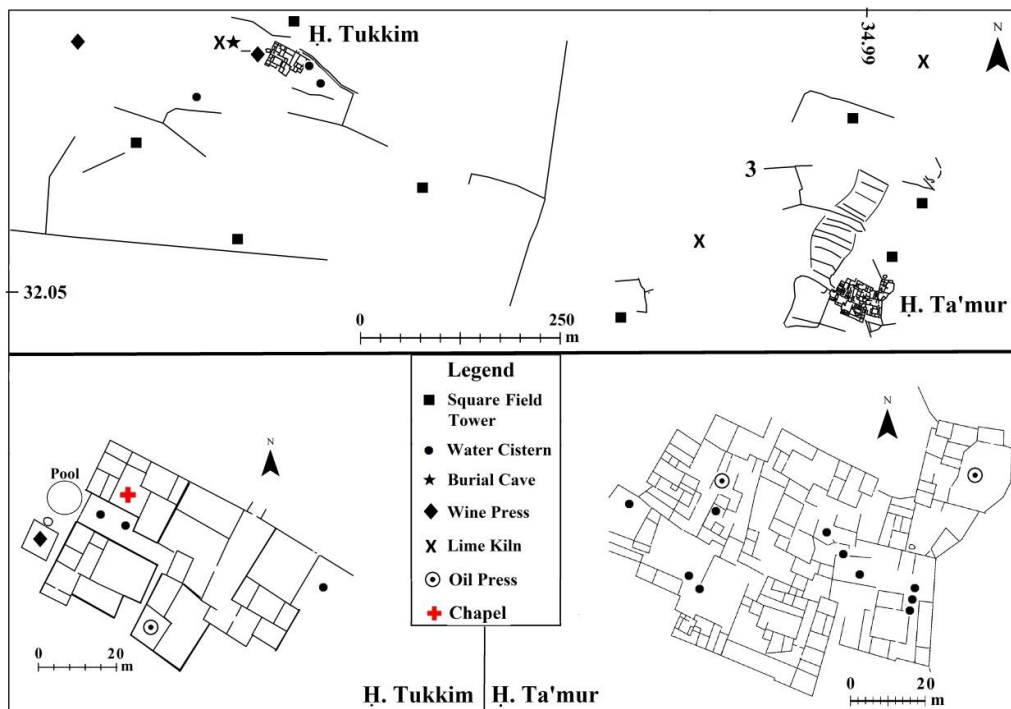 Ḥ. Tukkim
34.99
N
3
32.05
Ḥ. Ta'mur
0 250
m
Legend
Square Field
Tower
Water Cistern
Burial Cave
Wine Press
X Lime Kiln
Oil Press
Chapel
N
Pool
0 20
m
Ḥ. Tukkim
N
0 20
m
Ḥ. Ta'mur